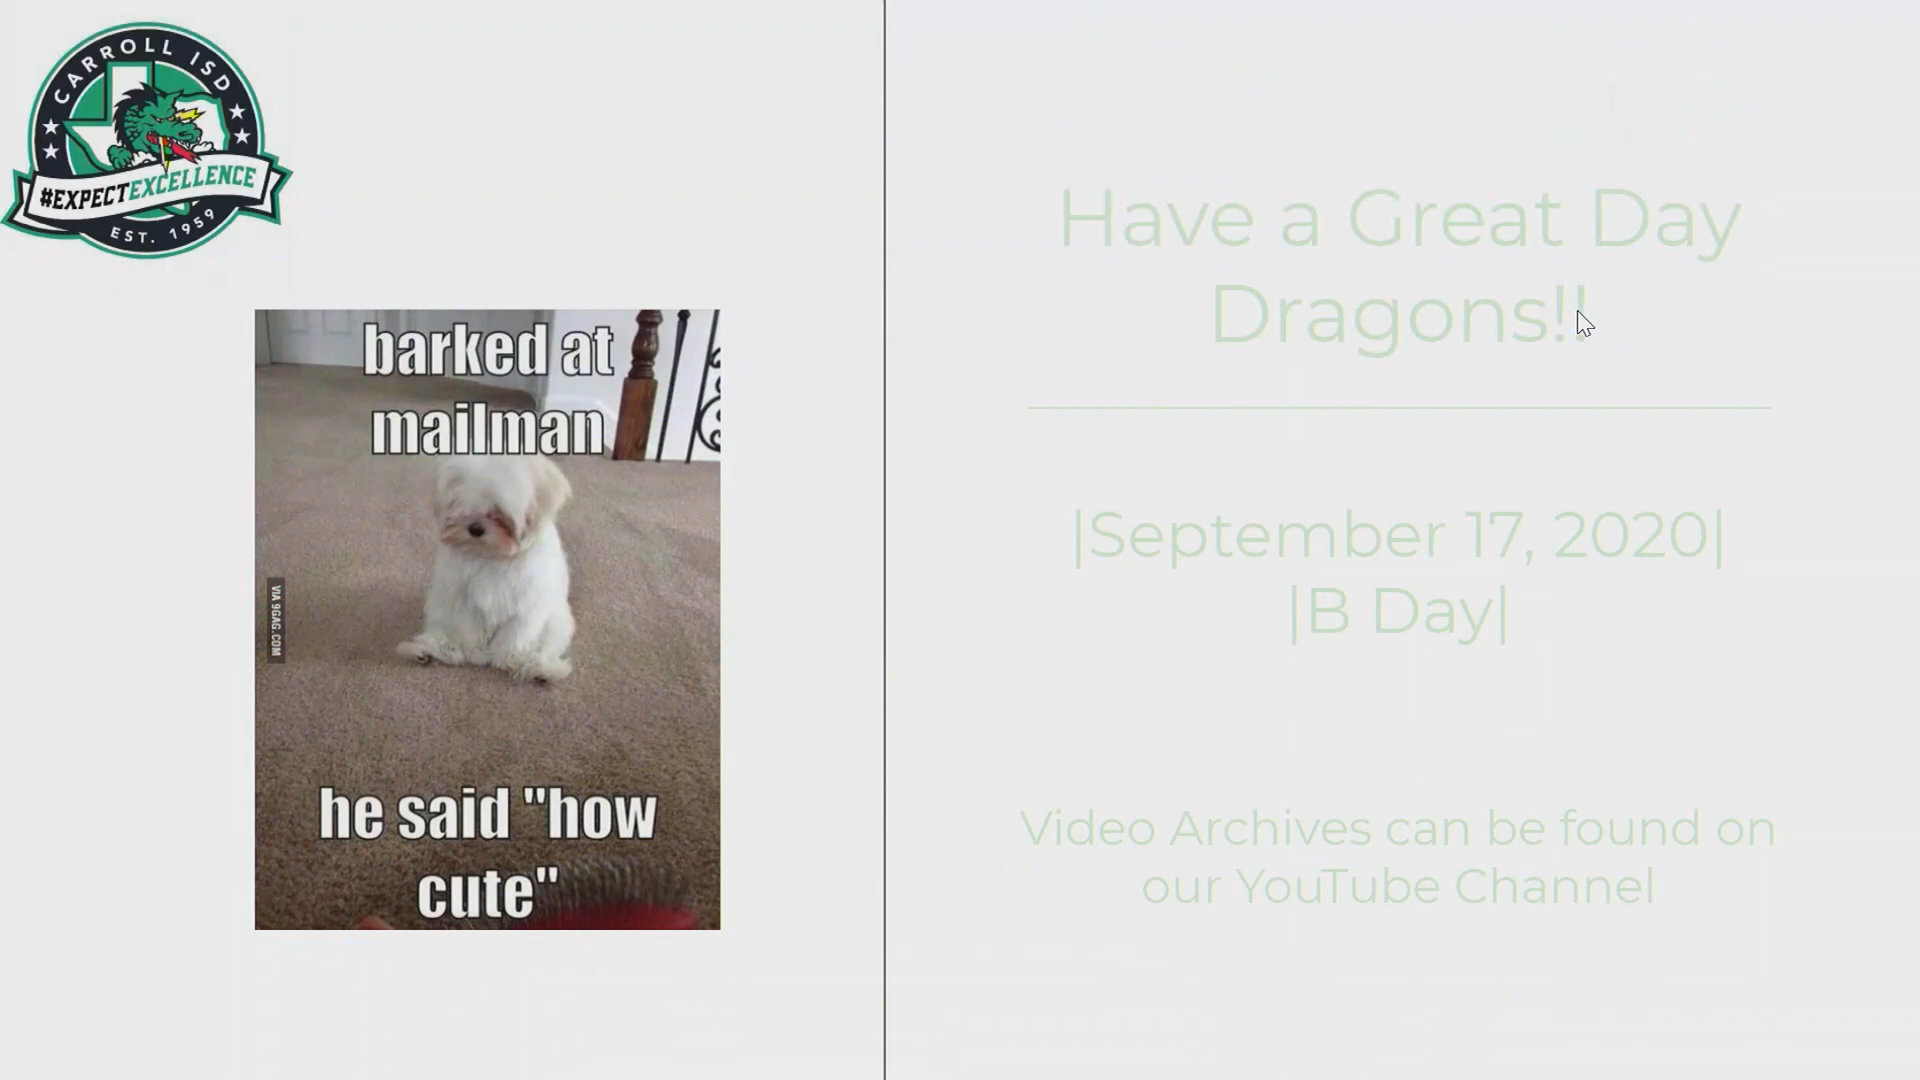 CARROLL ISD
#EXPECTEXCELLENCE
EST. 1959
barked at
mailman
VIA 9GAG.COM
he said "how
cute"
Have a Great Day
Dragons!!
|September 17, 2020|
|B Day|
Video Archives can be found on
our YouTube Channel